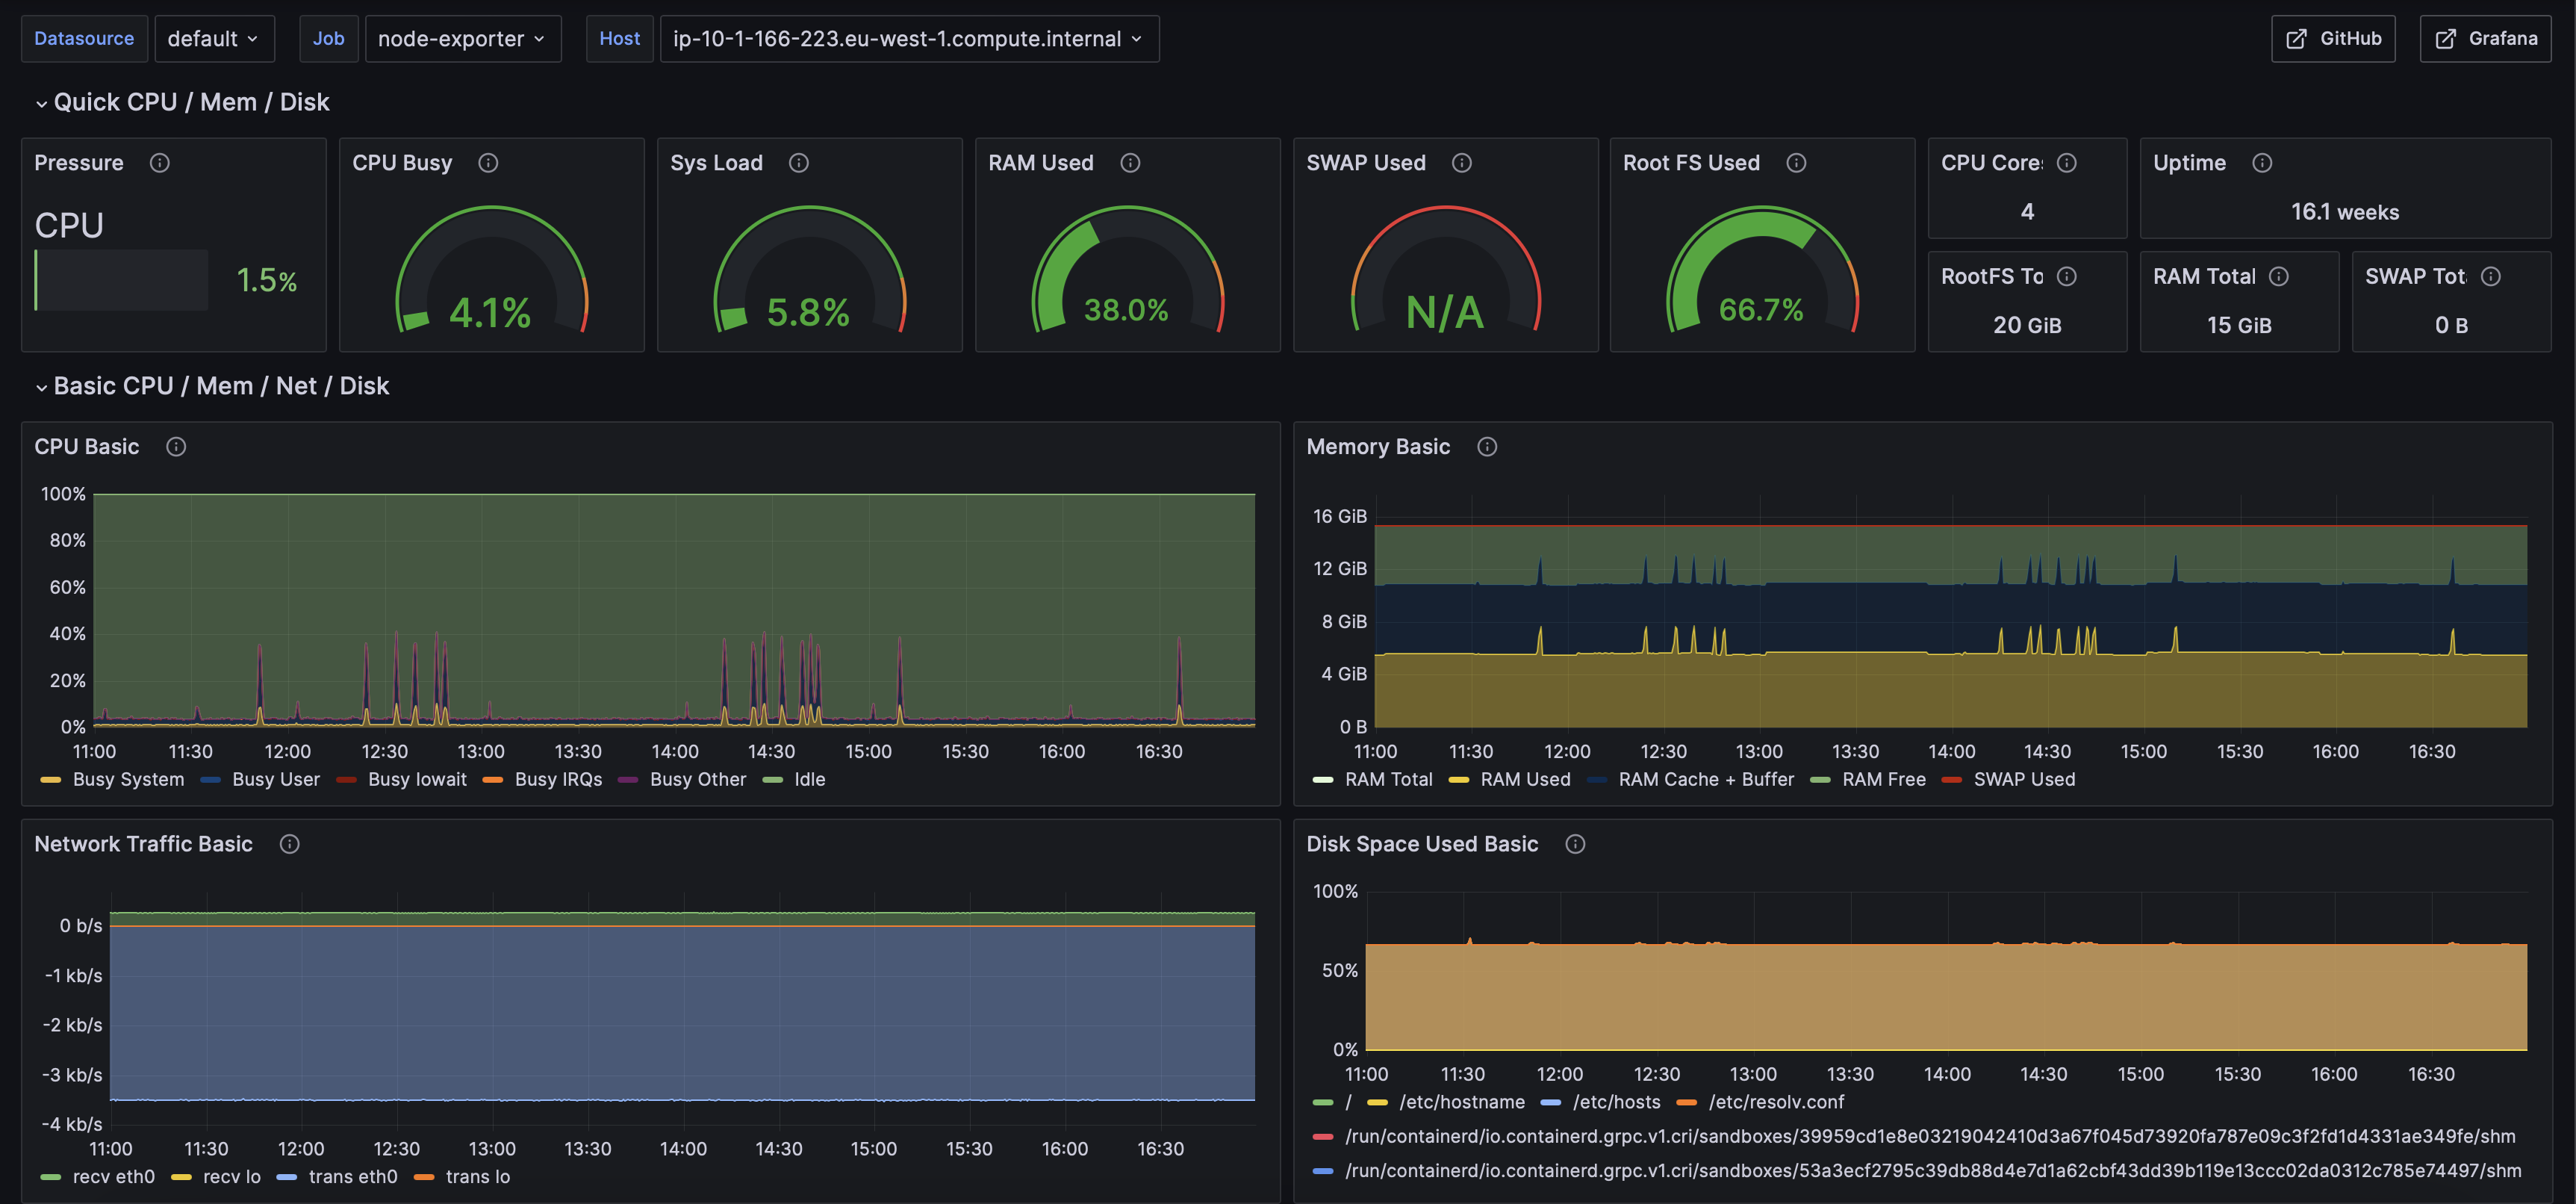 Datasource default Job node-exporter Host ip-10-1-166-223.eu-west-1.compute.internal GitHub Grafana
Quick CPU / Mem / Disk
Pressure
CPU
1.5%
CPU Busy
4.1%
Sys Load
5.8%
RAM Used
38.0%
SWAP Used
N/A
Root FS Used
66.7%
CPU Core
4
Uptime
16.1 weeks
RootFS To
20 GiB
RAM Total
15 GiB
SWAP Tot
0 B
Basic CPU / Mem / Net / Disk
CPU Basic
100%
80%
60%
40%
20%
0%
11:00 11:30 12:00 12:30 13:00 13:30 14:00 14:30 15:00 15:30 16:00 16:30
Busy System Busy User Busy Iowait Busy IRQs Busy Other Idle
Memory Basic
16 GiB
12 GiB
8 GiB
4 GiB
0 B
11:00 11:30 12:00 12:30 13:00 13:30 14:00 14:30 15:00 15:30 16:00 16:30
RAM Total RAM Used RAM Cache + Buffer RAM Free SWAP Used
Network Traffic Basic
0 b/s
-1 kb/s
-2 kb/s
-3 kb/s
-4 kb/s
11:00 11:30 12:00 12:30 13:00 13:30 14:00 14:30 15:00 15:30 16:00 16:30
recv eth0 recv lo trans eth0 trans lo
Disk Space Used Basic
100%
50%
0%
11:00 11:30 12:00 12:30 13:00 13:30 14:00 14:30 15:00 15:30 16:00 16:30
/ /etc/hostname /etc/hosts /etc/resolv.conf
/run/containerd/io.containerd.grpc.v1.cri/sandboxes/39959cd1e8e03219042410d3a67f045d73920fa787e09c3f2fd1d4331ae349fe/shm
/run/containerd/io.containerd.grpc.v1.cri/sandboxes/53a3ecf2795c39db88d4e7d1a62cbf43dd39b119e13ccc02da0312c785e74497/shm